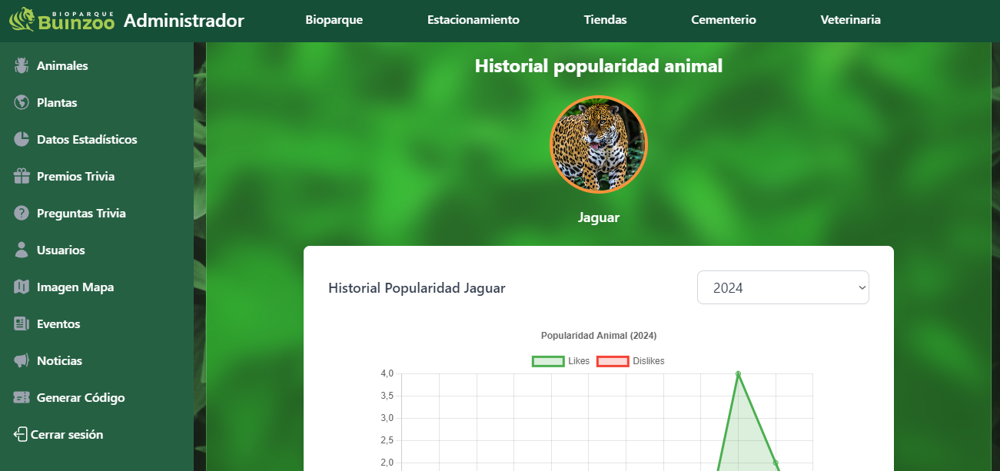 BIOPARQUE
Buinzoo
Administrador
Bioparque
Estacionamiento
Tiendas
Cementerio
Veterinaria
Animales
Plantas
Datos Estadísticos
Premios Trivia
Preguntas Trivia
Usuarios
Imagen Mapa
Eventos
Noticias
Generar Código
Cerrar sesión
Historial popularidad animal
Jaguar
Historial Popularidad Jaguar
2024
Popularidad Animal (2024)
Likes
Dislikes
4,0
3,5
3,0
2,5
2,0